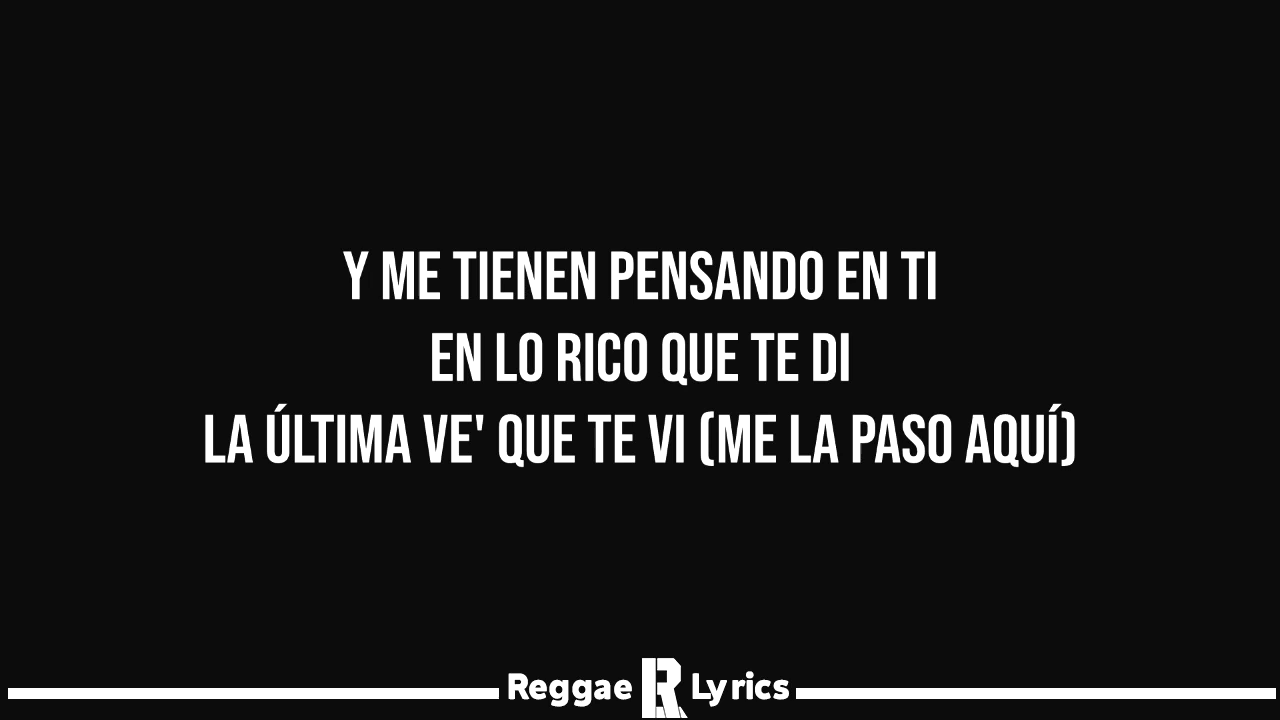 Y ME TIENEN PENSANDO EN TI
EN LO RICO QUE TE DI
LA ÚLTIMA VE' QUE TE VI (ME LA PASO AQUÍ)
Reggae R Lyrics